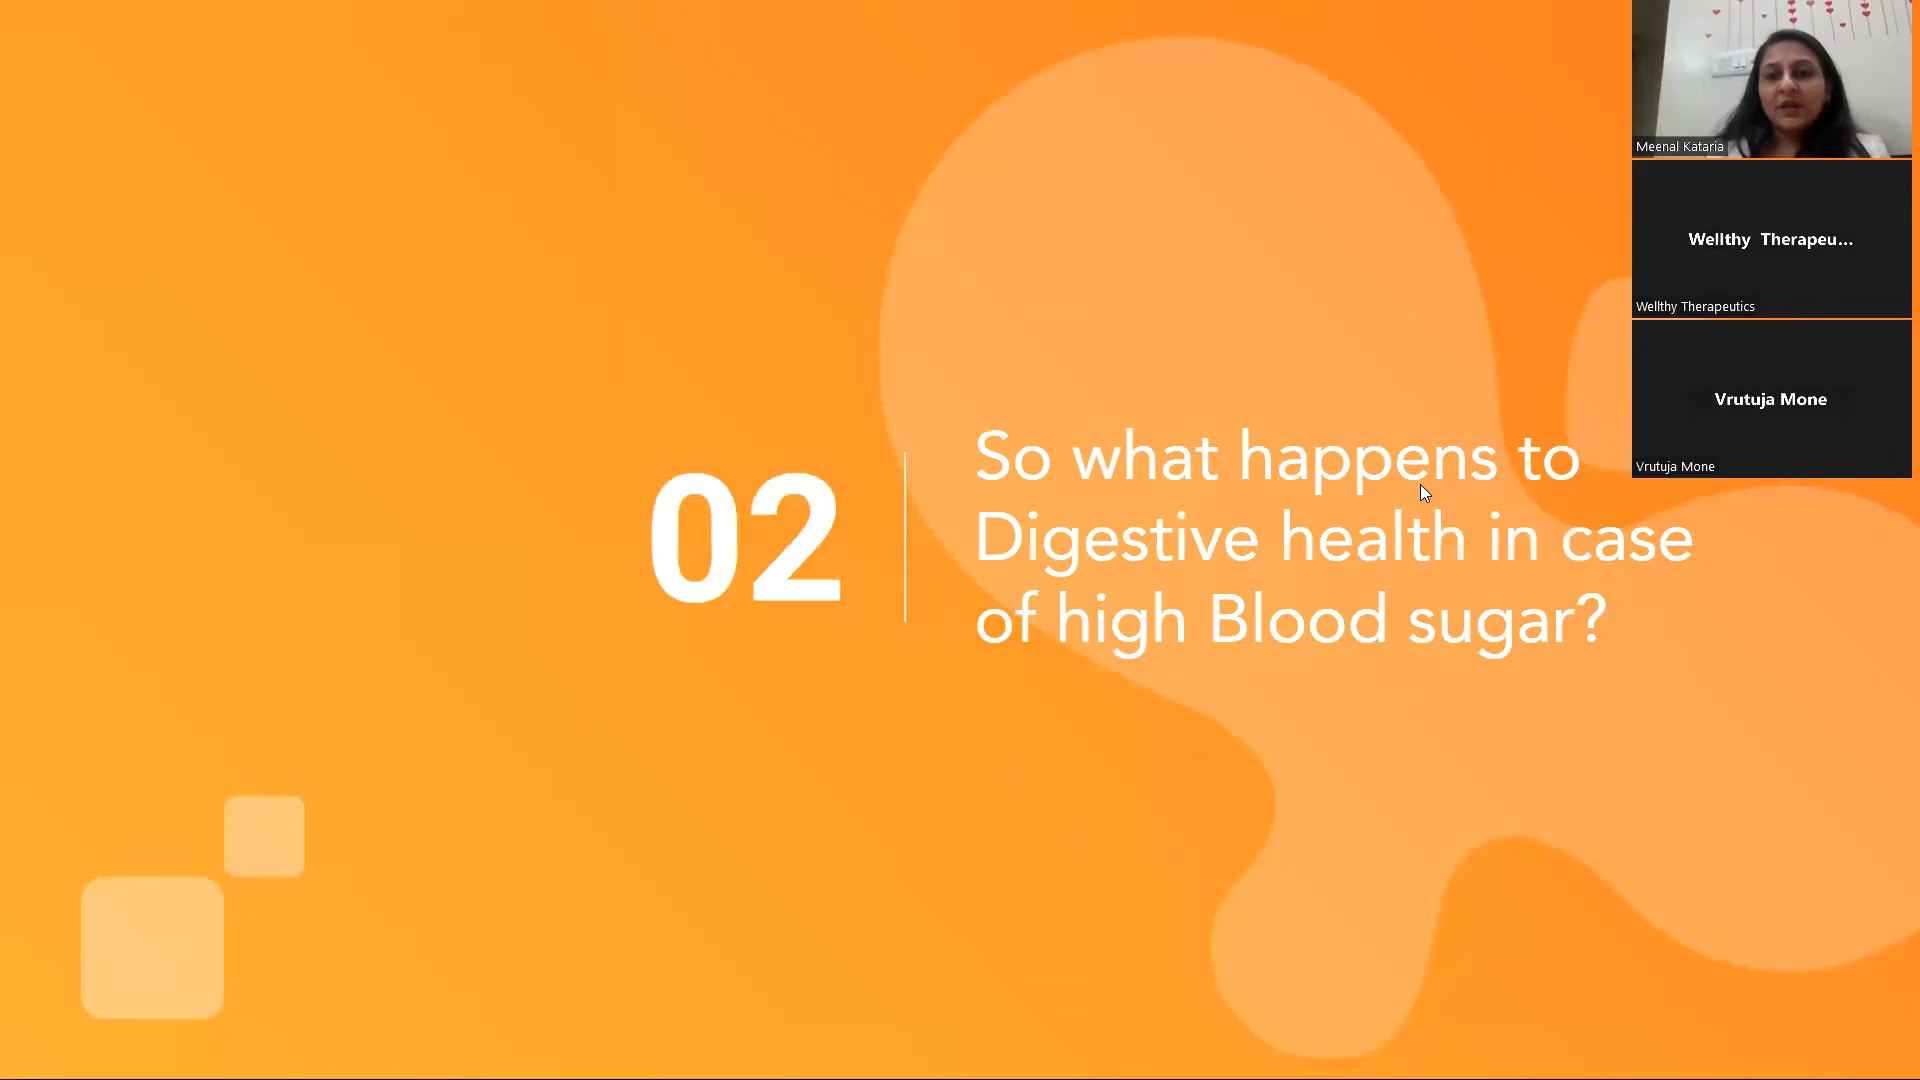 02
So what happens to
Digestive health in case
of high Blood sugar?
Meenal Kataria
Wellthy Therapeu...
Wellthy Therapeutics
Vrutuja Mone
Vrutuja Mone